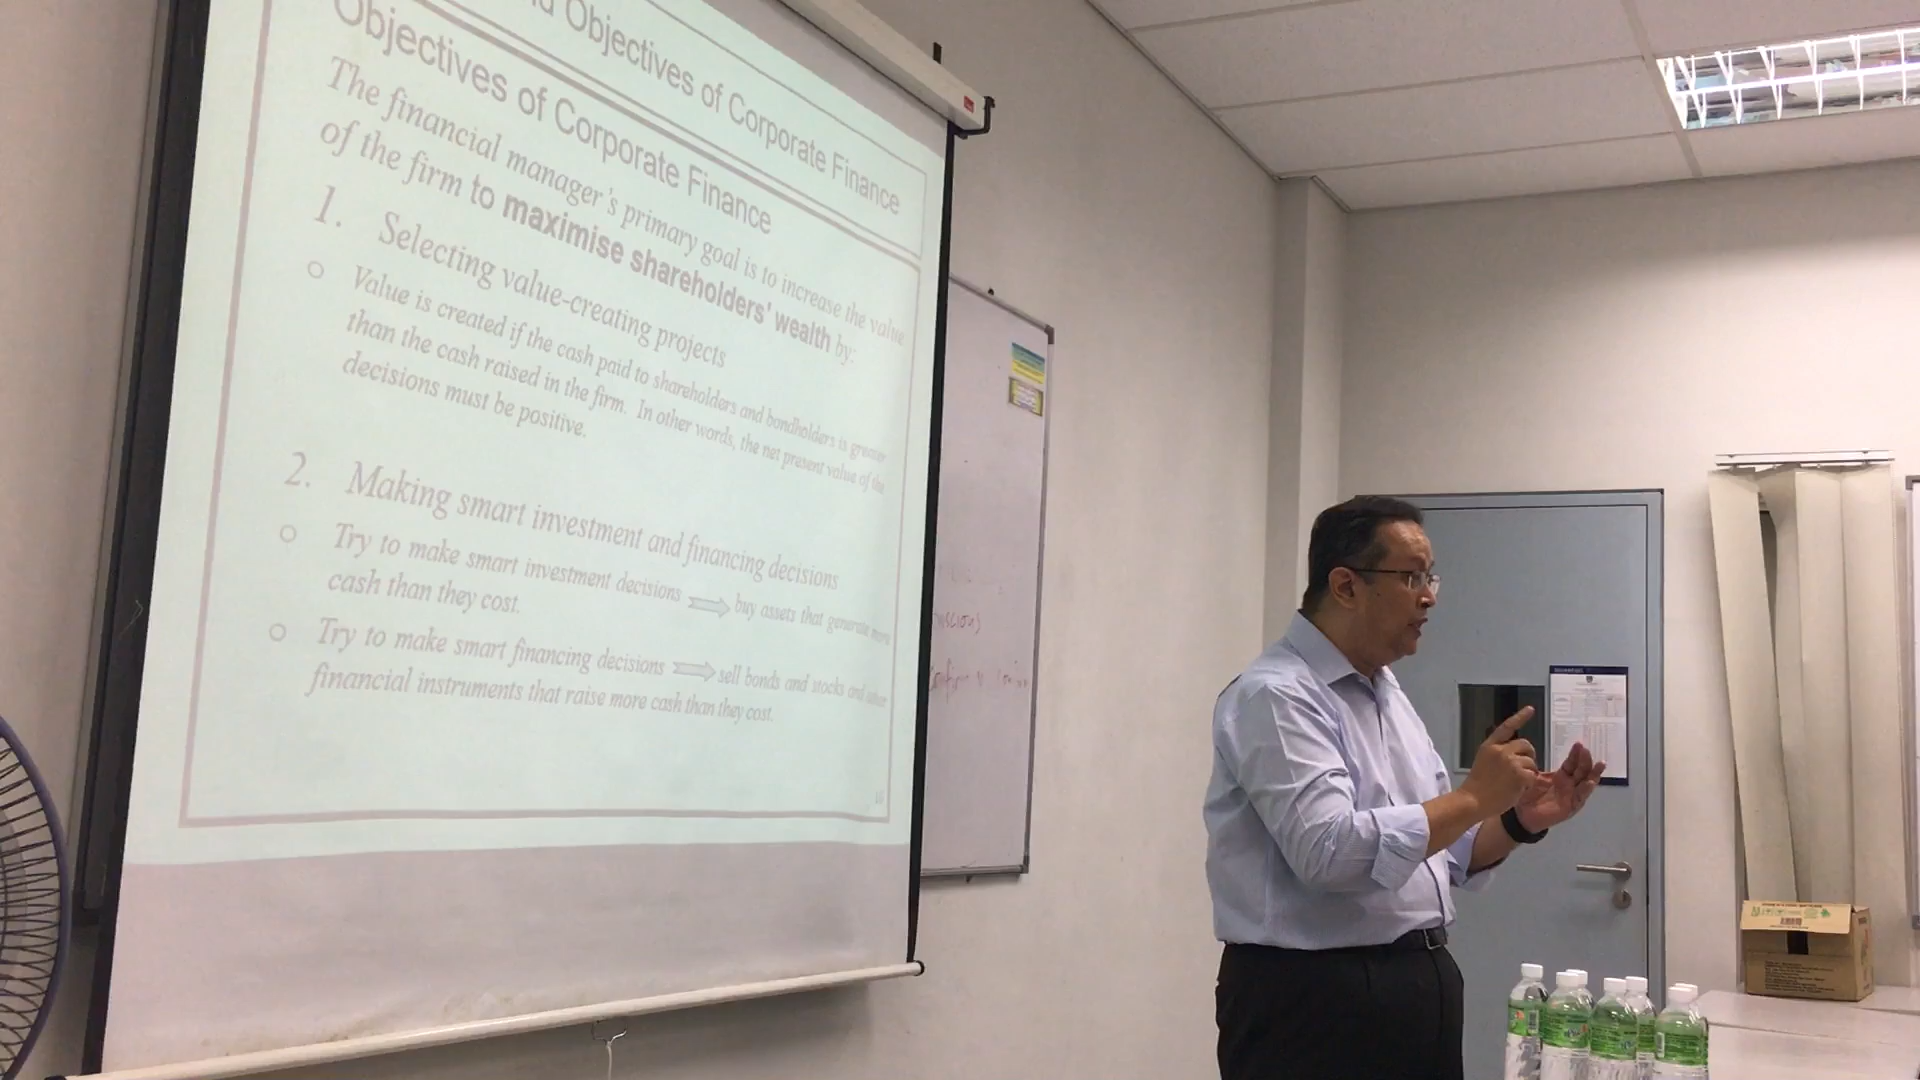 nd Objectives of Corporate Finance
Objectives of Corporate Finance
The financial manager's primary goal is to increase the value
of the firm to maximise shareholders' wealth by:
1. Selecting value-creating projects
Value is created if the cash paid to shareholders and bondholders is greater
than the cash raised in the firm. In other words, the net present value of the
decisions must be positive.
2. Making smart investment and financing decisions
Try to make smart investment decisions buy assets that generate more
cash than they cost.
Try to make smart financing decisions sell bonds and stocks and other
financial instruments that raise more cash than they cost.